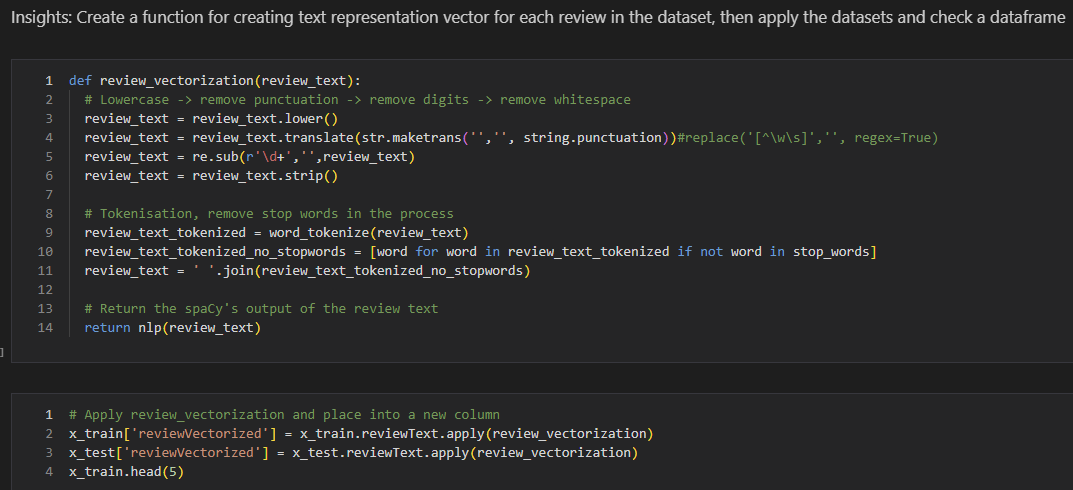 Insights: Create a function for creating text representation vector for each review in the dataset, then apply the datasets and check a dataframe
1 def review_vectorization(review_text):
2 # Lowercase -> remove punctuation -> remove digits -> remove whitespace
3 review_text = review_text.lower()
4 review_text = review_text.translate(str.maketrans('','', string.punctuation))#replace('[^\w\s]','', regex=True)
5 review_text = re.sub(r'\d+','',review_text)
6 review_text = review_text.strip()
7
8 # Tokenisation, remove stop words in the process
9 review_text_tokenized = word_tokenize(review_text)
10 review_text_tokenized_no_stopwords = [word for word in review_text_tokenized if not word in stop_words]
11 review_text = ' '.join(review_text_tokenized_no_stopwords)
12
13 # Return the spaCy's output of the review text
14 return nlp(review_text)
]
1 # Apply review_vectorization and place into a new column
2 x_train['reviewVectorized'] = x_train.reviewText.apply(review_vectorization)
3 x_test['reviewVectorized'] = x_test.reviewText.apply(review_vectorization)
4 x_train.head(5)